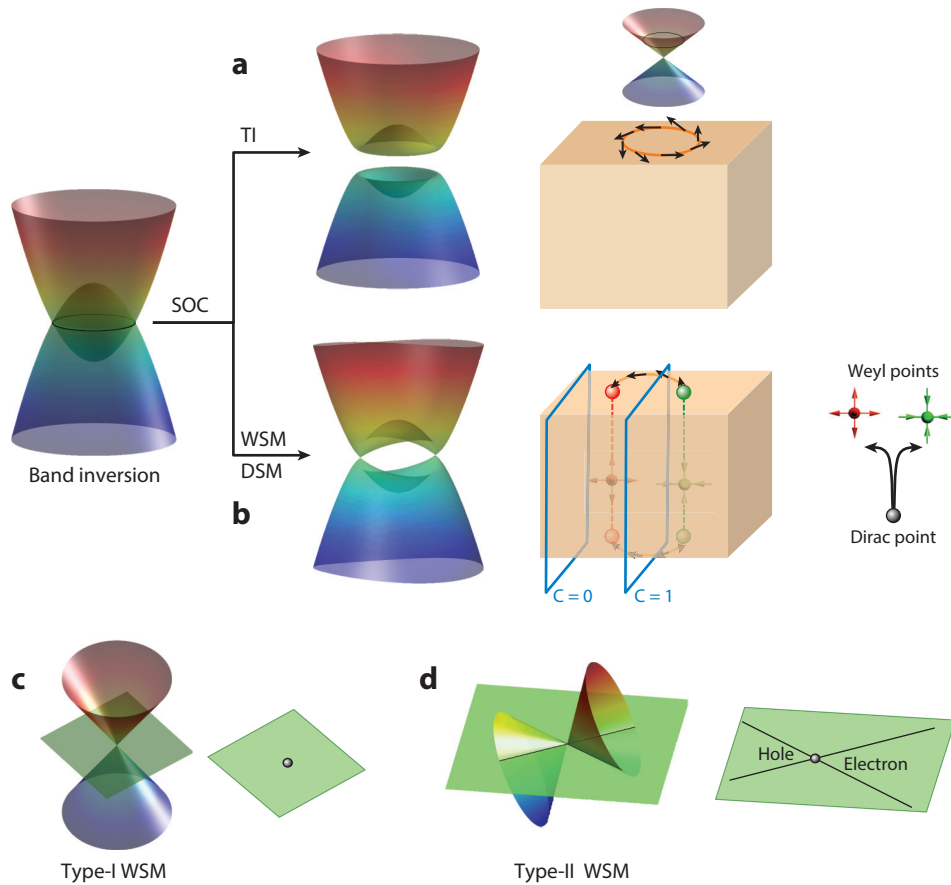 a
TI
SOC
Band inversion
WSM
DSM
b
C = 0
C = 1
Weyl points
Dirac point
c
Type-I WSM
d
Hole
Electron
Type-II WSM